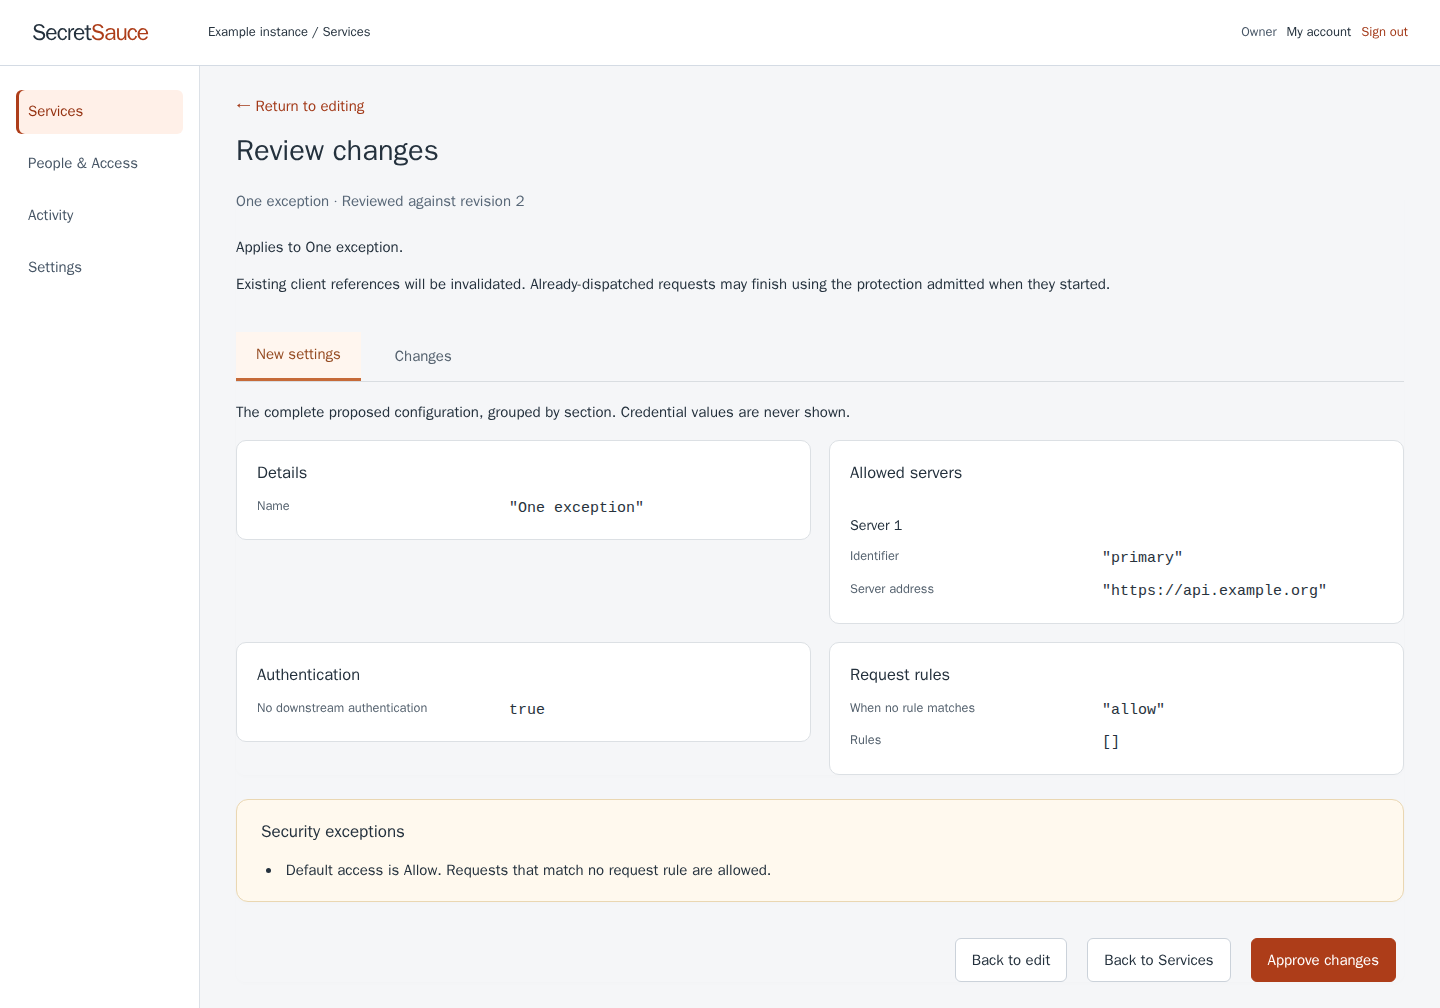 SecretSauce
Example instance / Services
Owner My account Sign out
Services
People & Access
Activity
Settings
← Return to editing
Review changes
One exception · Reviewed against revision 2
Applies to One exception.
Existing client references will be invalidated. Already-dispatched requests may finish using the protection admitted when they started.
New settings
Changes
The complete proposed configuration, grouped by section. Credential values are never shown.
Details
Name "One exception"
Allowed servers
Server 1
Identifier "primary"
Server address "https://api.example.org"
Authentication
No downstream authentication true
Request rules
When no rule matches "allow"
Rules []
Security exceptions
• Default access is Allow. Requests that match no request rule are allowed.
Back to edit
Back to Services
Approve changes